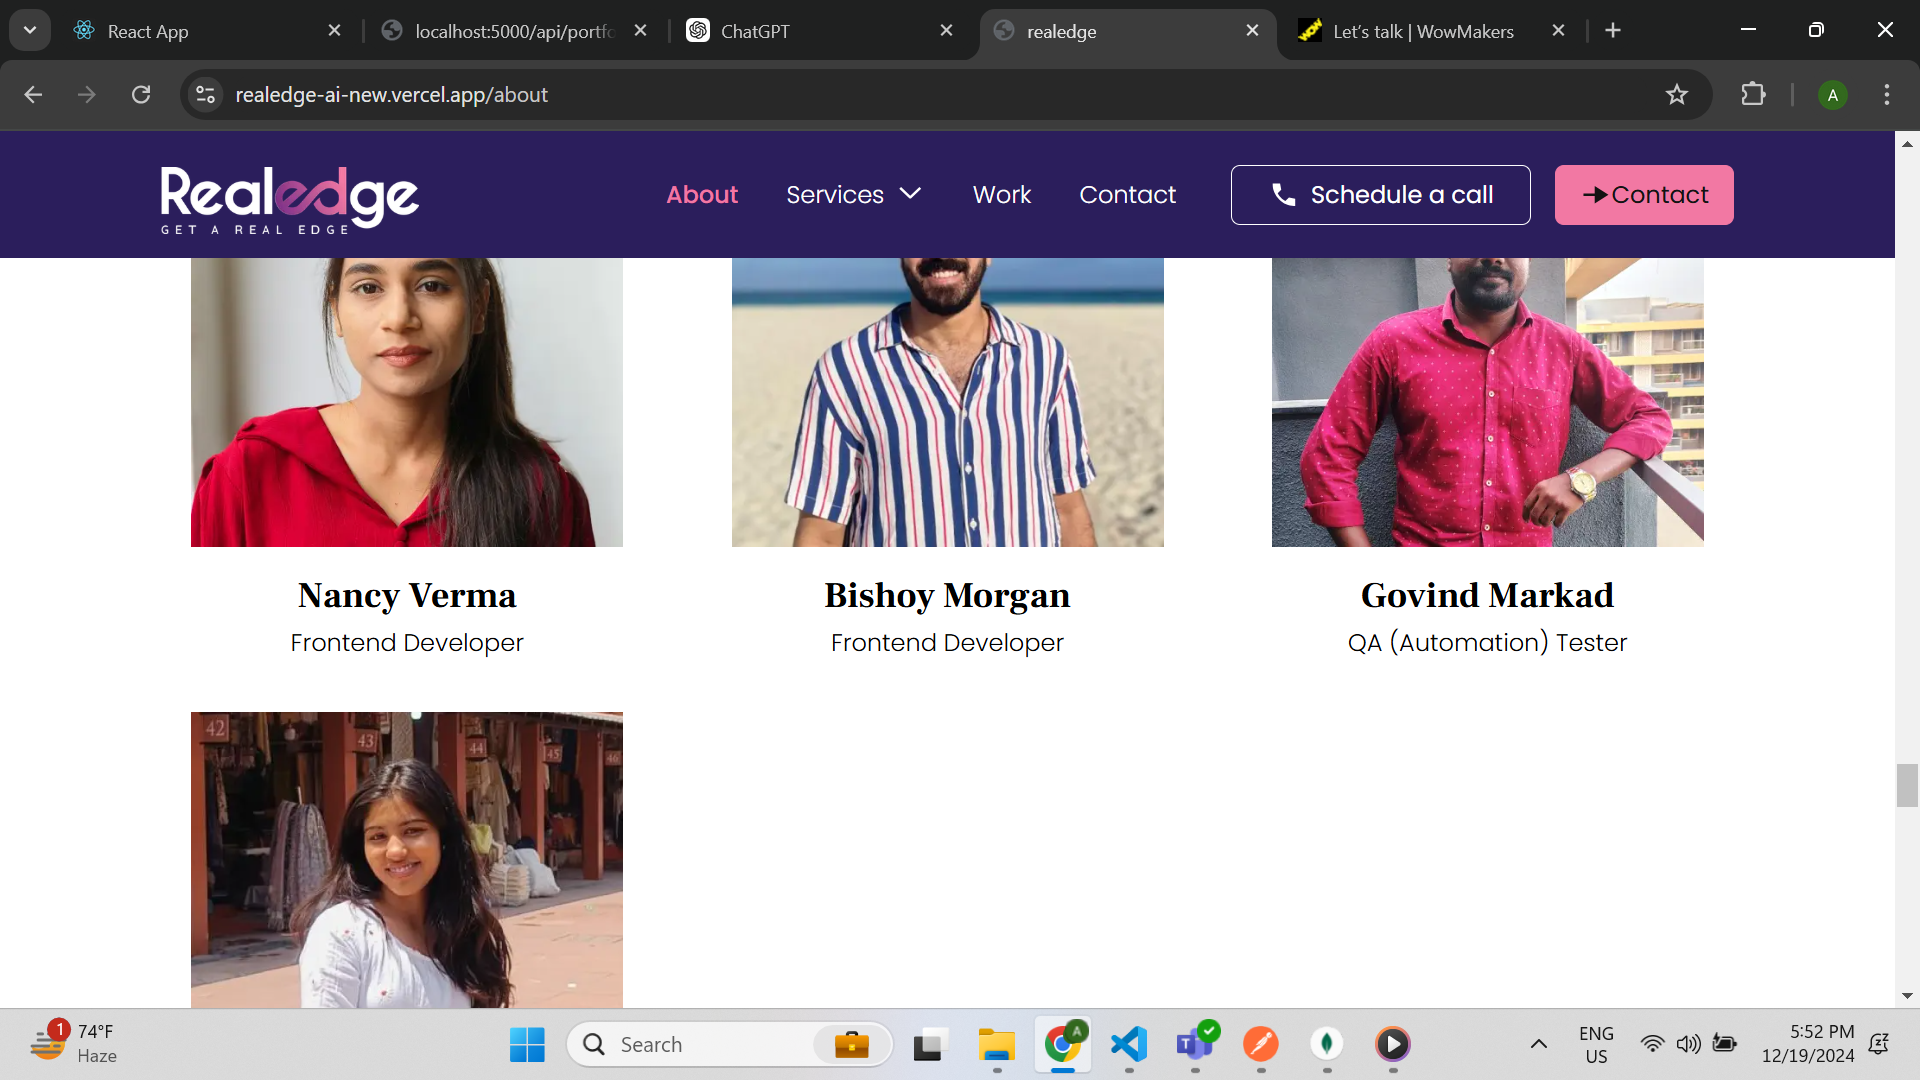 React App
localhost:5000/api/portfo
ChatGPT
realedge
Let's talk | WowMakers
realedge-ai-new.vercel.app/about
A
Realedge
GET A REAL EDGE
About
Services
Work
Contact
Schedule a call
Contact
Nancy Verma
Frontend Developer
Bishoy Morgan
Frontend Developer
Govind Markad
QA (Automation) Tester
42
43
44
45
46
1
74°F
Haze
Search
A
T
ENG
US
5:52 PM
12/19/2024